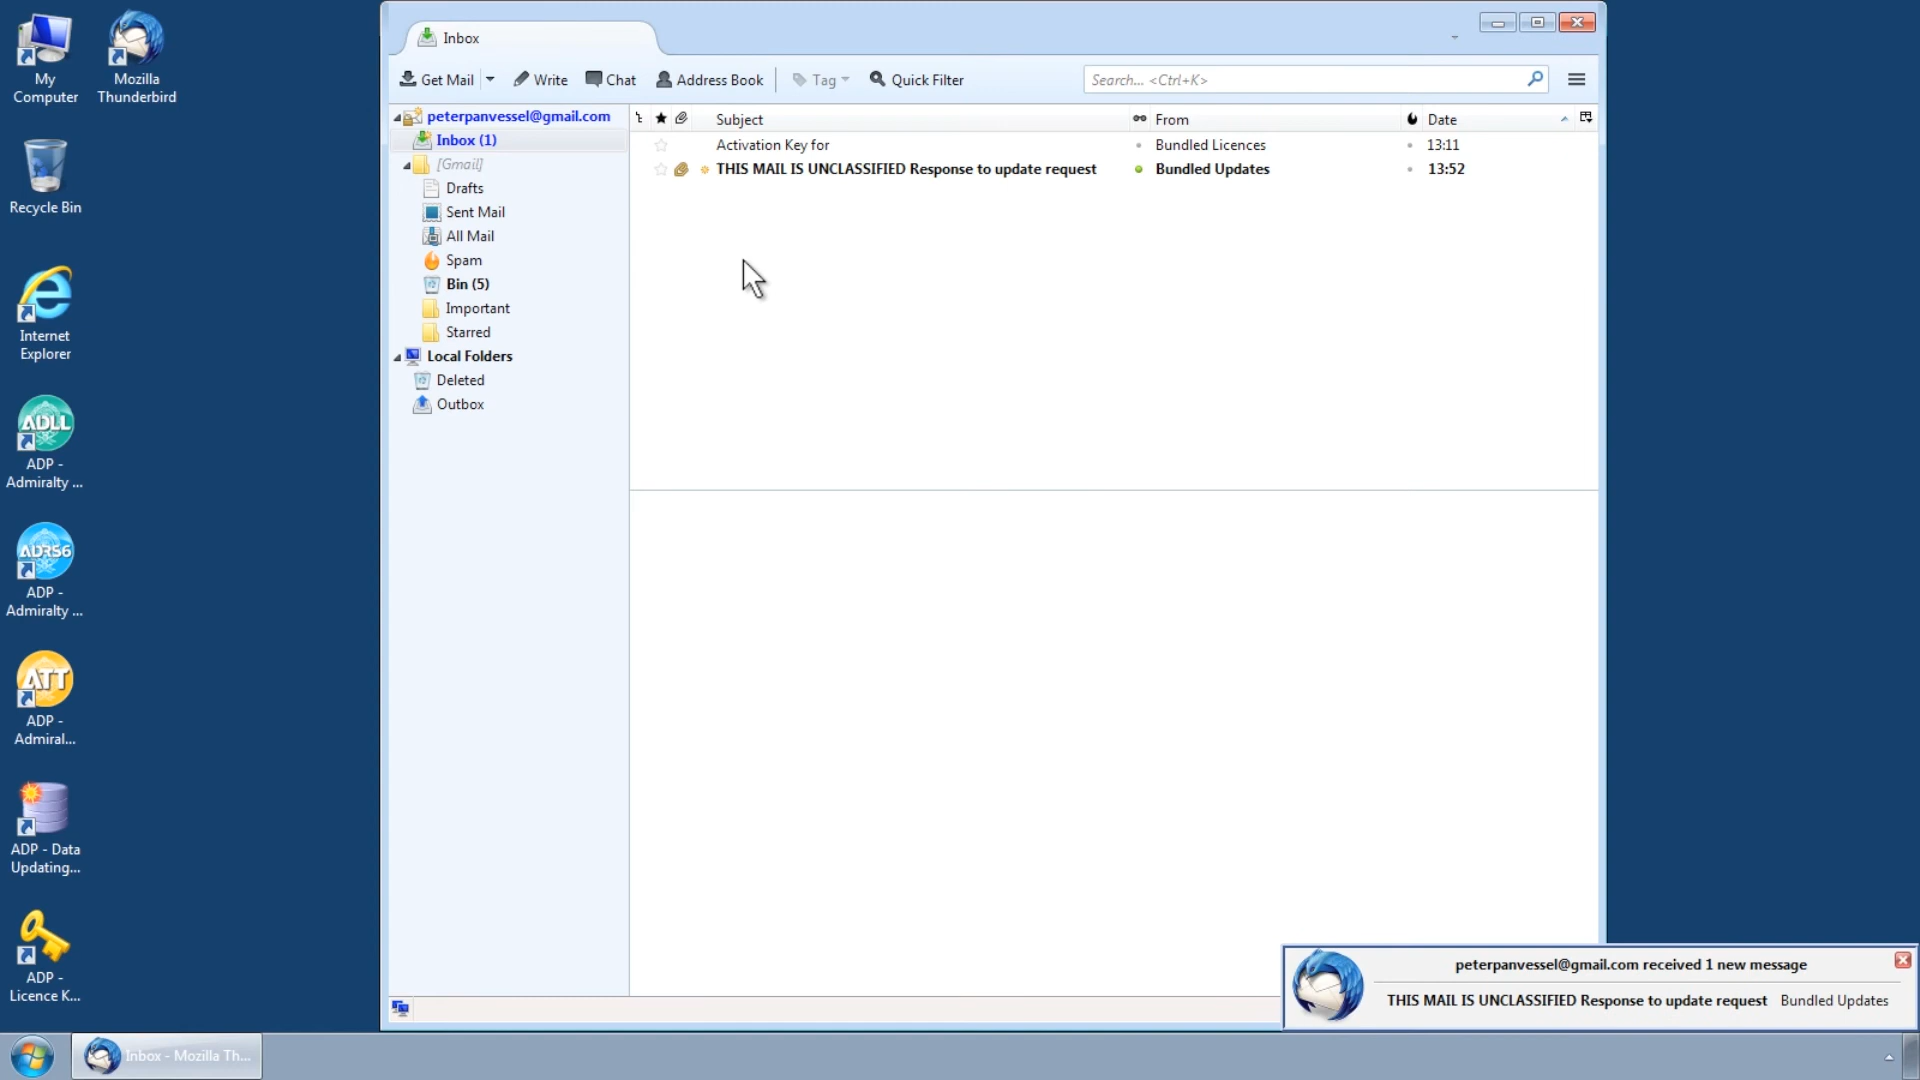 My
Computer
Mozilla
Thunderbird
Recycle Bin
Internet
Explorer
ADLL
ADP -
Admiralty ...
ADRS6
ADP -
Admiralty ...
ATT
ADP -
Admiral...
ADP - Data
Updating...
ADP -
Licence K...
Inbox
Get Mail Write Chat Address Book Tag Quick Filter Search... <Ctrl+K>
peterpanvessel@gmail.com
Inbox (1)
[Gmail]
Drafts
Sent Mail
All Mail
Spam
Bin (5)
Important
Starred
Local Folders
Deleted
Outbox
Subject From Date
Activation Key for Bundled Licences 13:11
THIS MAIL IS UNCLASSIFIED Response to update request Bundled Updates 13:52
peterpanvessel@gmail.com received 1 new message
THIS MAIL IS UNCLASSIFIED Response to update request Bundled Updates
Inbox - Mozilla Th...